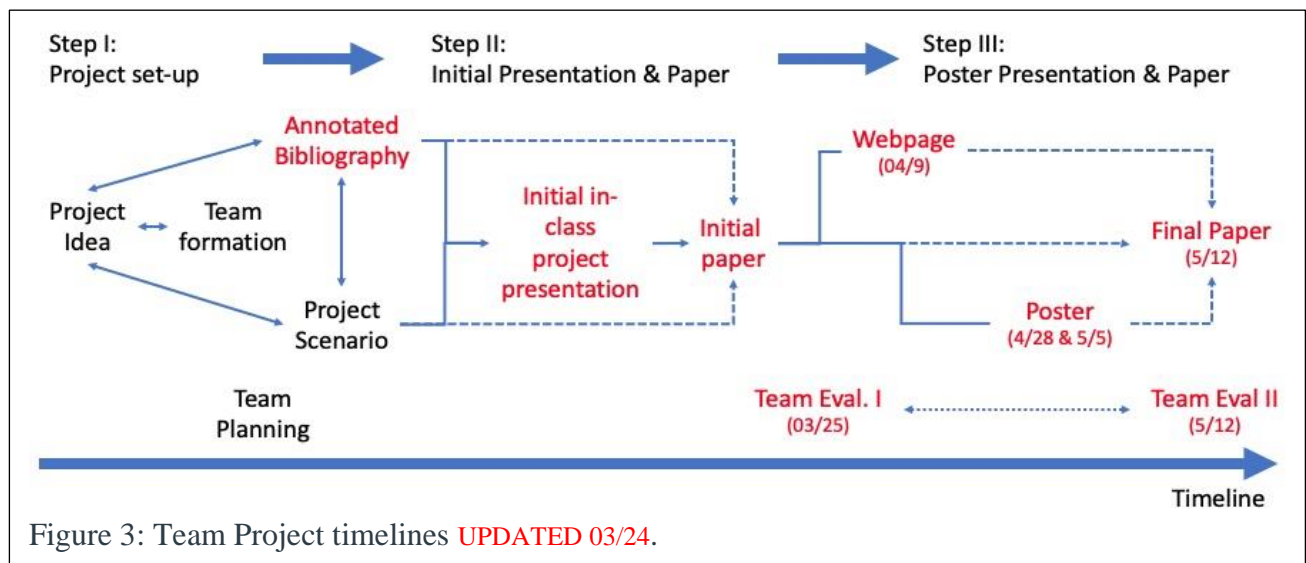 Step I:
Project set-up
Step II:
Initial Presentation & Paper
Step III:
Poster Presentation & Paper
Annotated
Bibliography
Project
Idea
Team
formation
Project
Scenario
Initial in-
class
project
presentation
Initial
paper
Webpage
(04/9)
Final Paper
(5/12)
Poster
(4/28 & 5/5)
Team
Planning
Team Eval. I
(03/25)
Team Eval II
(5/12)
Timeline
Figure 3: Team Project timelines UPDATED 03/24.